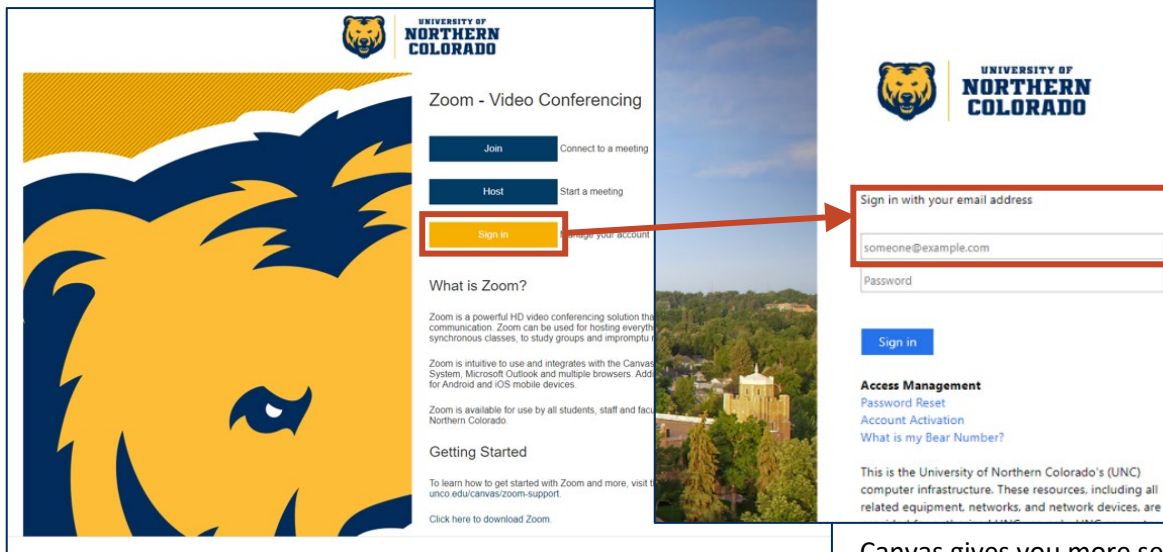 UNIVERSITY OF
NORTHERN
COLORADO
Zoom - Video Conferencing
Join Connect to a meeting
Host Start a meeting
Sign in Manage your account
What is Zoom?
Zoom is a powerful HD video conferencing solution
communication. Zoom can be used for hosting
synchronous classes, to study groups and impromptu
Zoom is intuitive to use and integrates with the Canvas
System, Microsoft Outlook and multiple browsers.
for Android and iOS mobile devices.
Zoom is available for use by all students, staff and
Northern Colorado.
Getting Started
To learn how to get started with Zoom and more, visit
unco.edu/canvas/zoom-support.
Click here to download Zoom.
UNIVERSITY OF
NORTHERN
COLORADO
Sign in with your email address
someone@example.com
Password
Sign in
Access Management
Password Reset
Account Activation
What is my Bear Number?
This is the University of Northern Colorado's (UNC)
computer infrastructure. These resources, including all
related equipment, networks, and network devices, are
Canvas gives you more